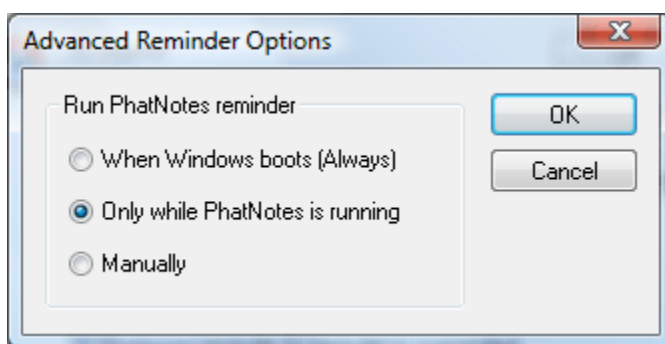 Advanced Reminder Options
Run PhatNotes reminder
When Windows boots (Always)
Only while PhatNotes is running
Manually
OK
Cancel